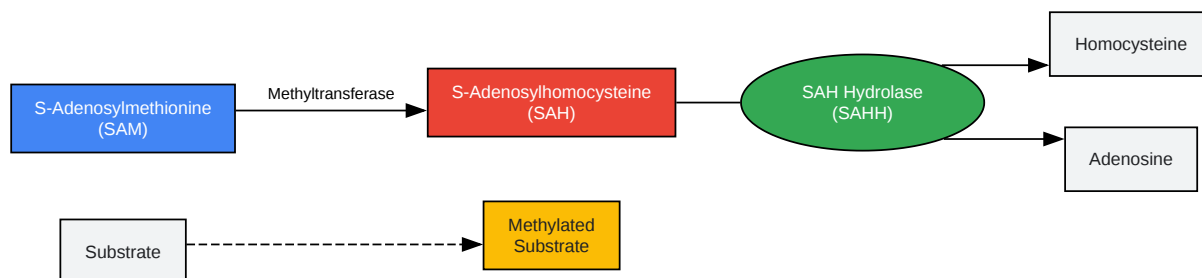 S-Adenosylmethionine
(SAM)
Methyltransferase
S-Adenosylhomocysteine
(SAH)
SAH Hydrolase
(SAHH)
Homocysteine
Adenosine
Substrate
Methylated
Substrate